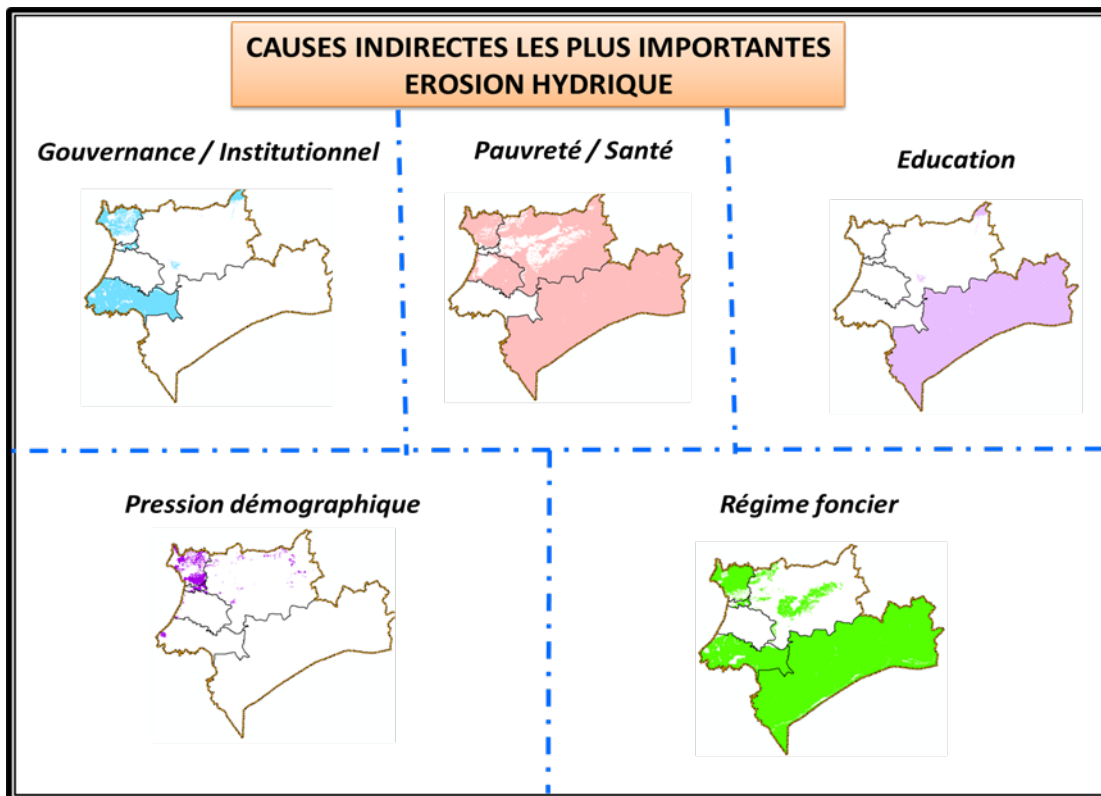 CAUSES INDIRECTES LES PLUS IMPORTANTES
EROSION HYDRIQUE
Gouvernance / Institutionnel
Pauvreté / Santé
Education
Pression démographique
Régime foncier